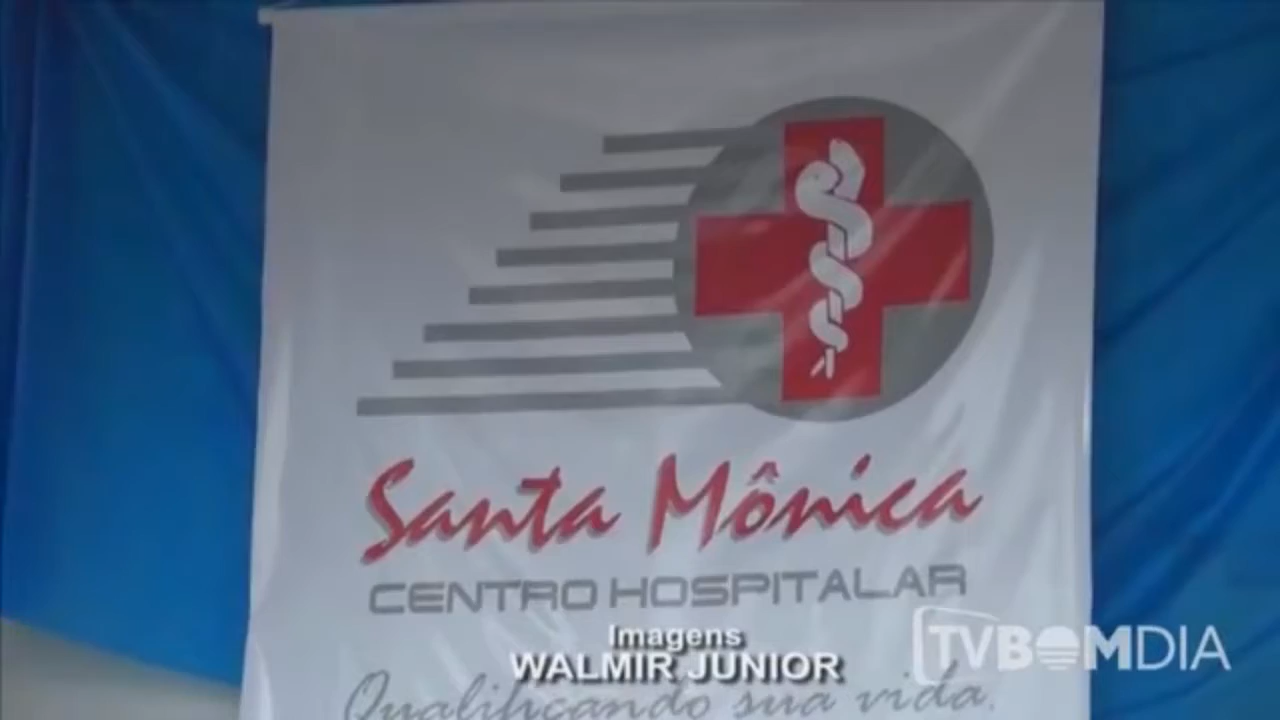 Santa Mônica
CENTRO HOSPITALAR
Imagens
WALMIR JUNIOR
TVBOMDIA
Qualificando sua vida.